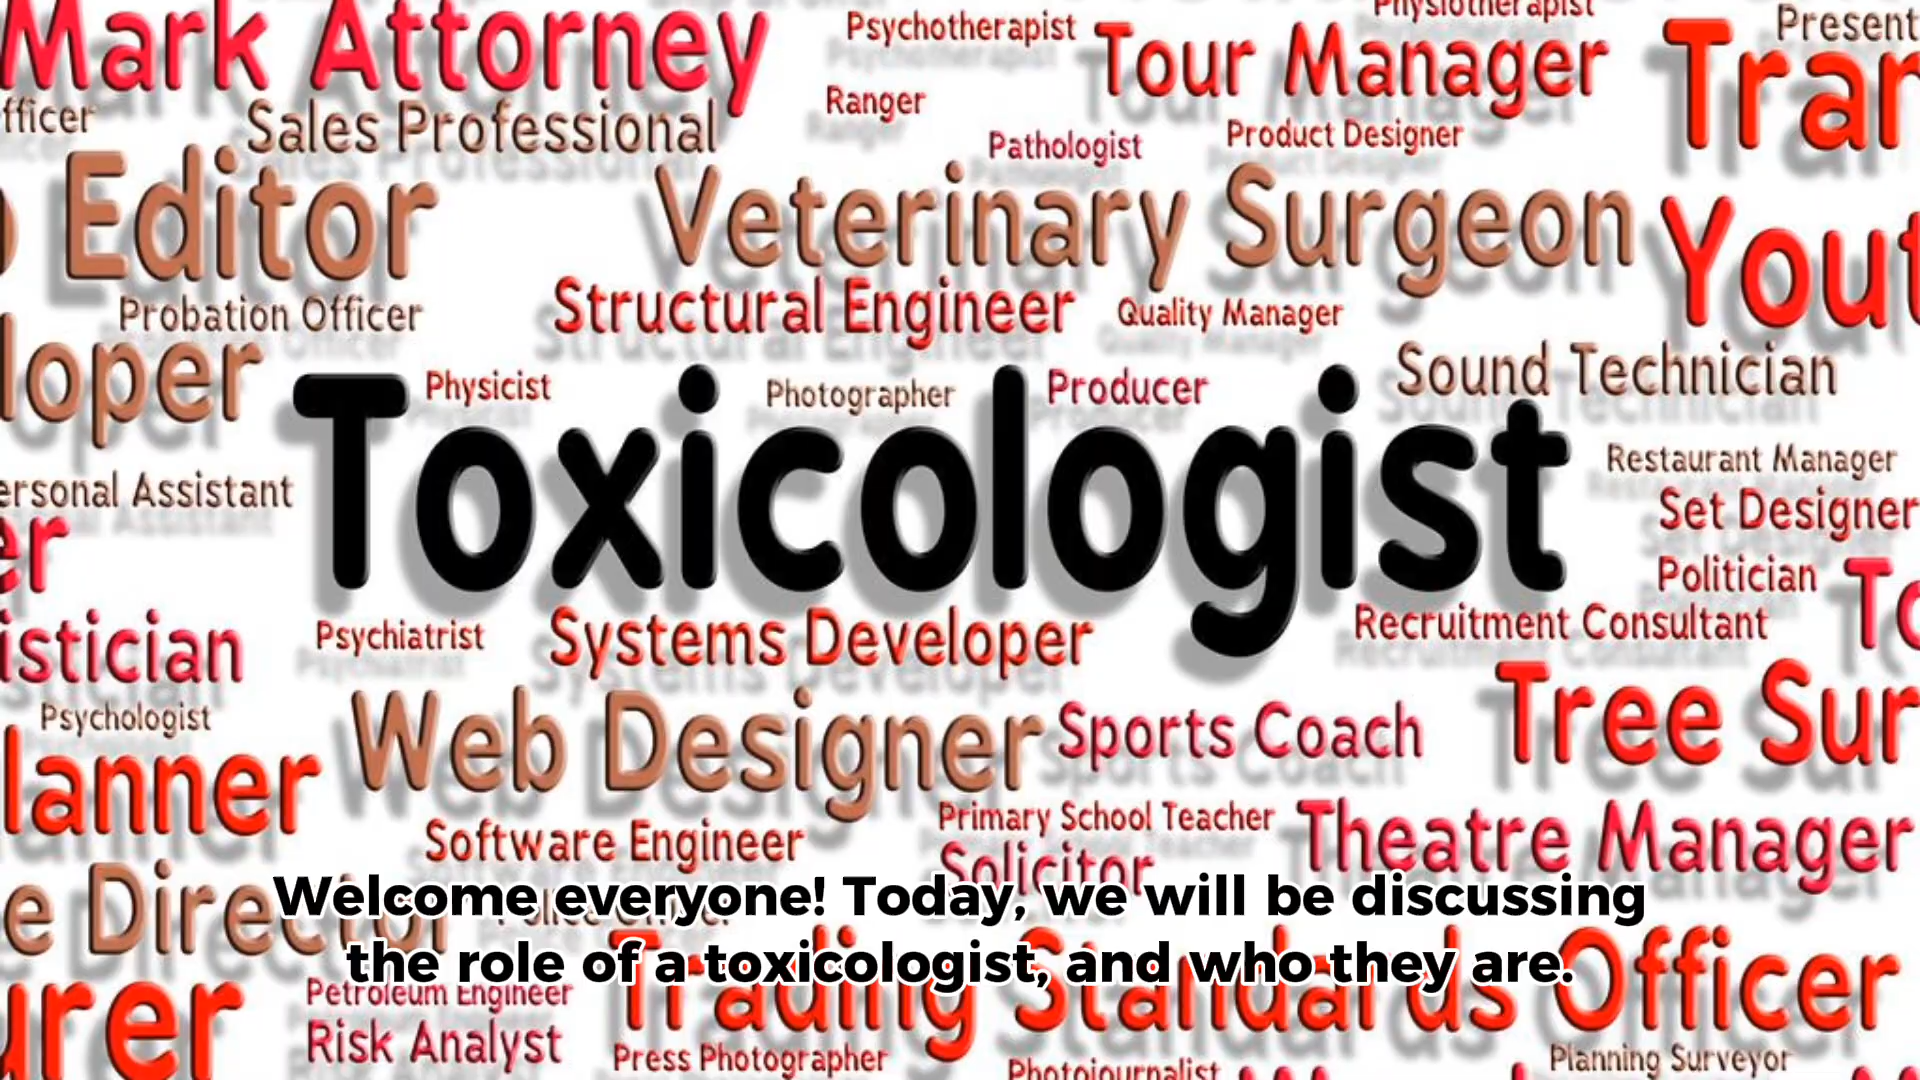 Physiotherapist
Mark Attorney
Psychotherapist
Tour Manager
Present
Ranger
Sales Professional
Pathologist
Product Designer
Editor
Veterinary Surgeon
Probation Officer
Structural Engineer
Quality Manager
Physicist
Photographer
Producer
Sound Technician
Toxicologist
Restaurant Manager
ersonal Assistant
Set Designer
Politician
Psychiatrist
Systems Developer
Recruitment Consultant
istician
Psychologist
Web Designer
Sports Coach
Tree Sur
lanner
Primary School Teacher
Software Engineer
Solicitor
Theatre Manager
e Director
Welcome everyone! Today, we will be discussing
the role of a toxicologist, and who they are.
Petroleum Engineer
Trading Standards Officer
urer
Risk Analyst
Press Photographer
Photojournalist
Planning Surveyor